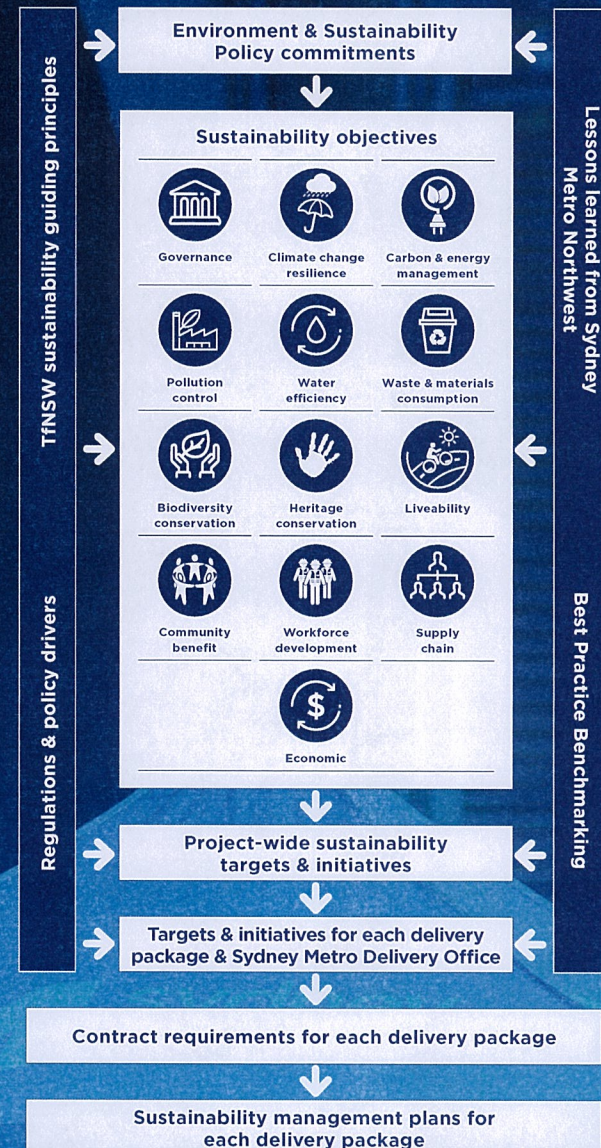 Environment & Sustainability
Policy commitments
TfNSW sustainability guiding principles
Regulations & policy drivers
Lessons learned from Sydney
Metro Northwest
Best Practice Benchmarking
Sustainability objectives
Governance
Climate change
resilience
Carbon & energy
management
Pollution
control
Water
efficiency
Waste & materials
consumption
Biodiversity
conservation
Heritage
conservation
Liveability
Community
benefit
Workforce
development
Supply
chain
$
Economic
Project-wide sustainability
targets & initiatives
Targets & initiatives for each delivery
package & Sydney Metro Delivery Office
Contract requirements for each delivery package
Sustainability management plans for
each delivery package